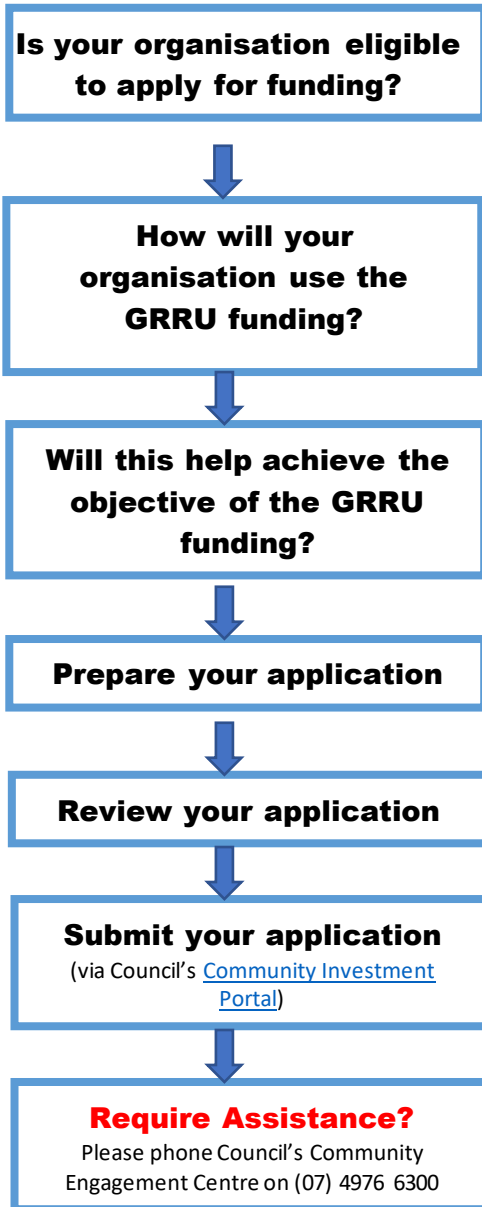 Is your organisation eligible
to apply for funding?
How will your
organisation use the
GRRU funding?
Will this help achieve the
objective of the GRRU
funding?
Prepare your application
Review your application
Submit your application
(via Council's Community Investment
Portal)
Require Assistance?
Please phone Council's Community
Engagement Centre on (07) 4976 6300